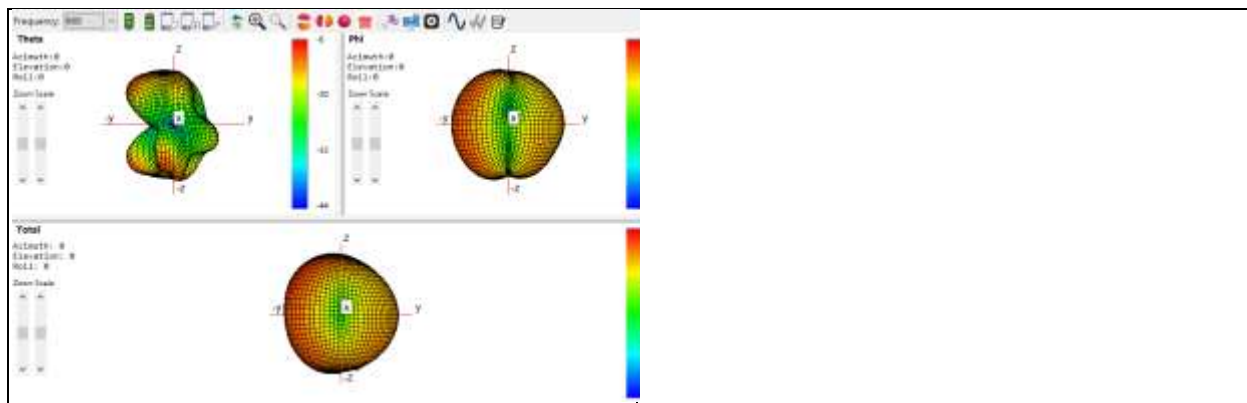 Frequency:
Theta
Azimuth:0
Elevation:0
Roll:0
Zoom Scale
Z
-y
X
y
-Z
Phi
Azimuth:0
Elevation:0
Roll:0
Zoom Scale
Z
-y
X
y
-Z
Total
Azimuth: 0
Elevation: 0
Roll: 0
Zoom Scale
Z
-y
X
y
-Z